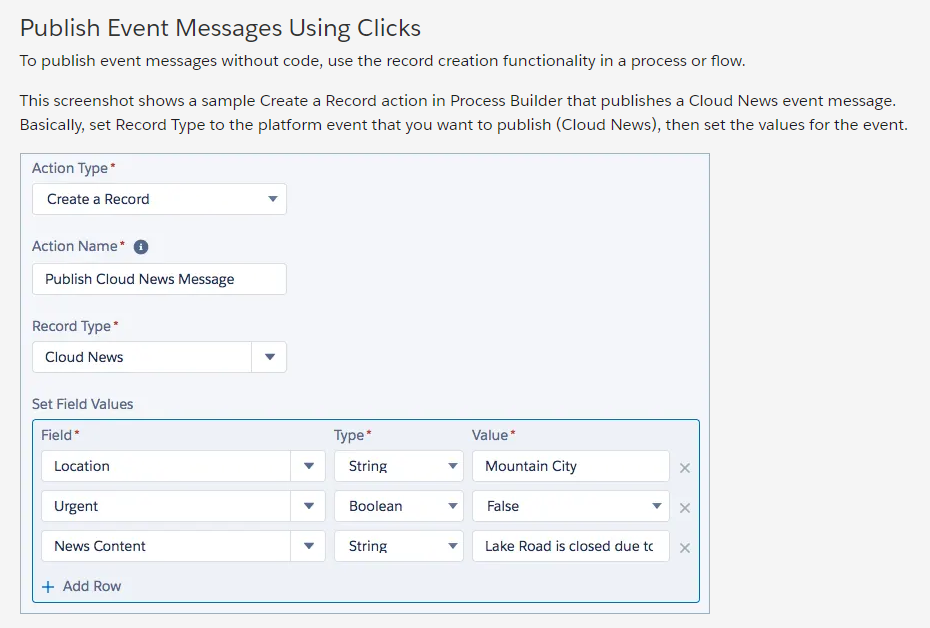 Publish Event Messages Using Clicks
To publish event messages without code, use the record creation functionality in a process or flow.
This screenshot shows a sample Create a Record action in Process Builder that publishes a Cloud News event message.
Basically, set Record Type to the platform event that you want to publish (Cloud News), then set the values for the event.
Action Type*
Create a Record
Action Name* i
Publish Cloud News Message
Record Type*
Cloud News
Set Field Values
Field* Type* Value*
Location String Mountain City
Urgent Boolean False
News Content String Lake Road is closed due to
+ Add Row